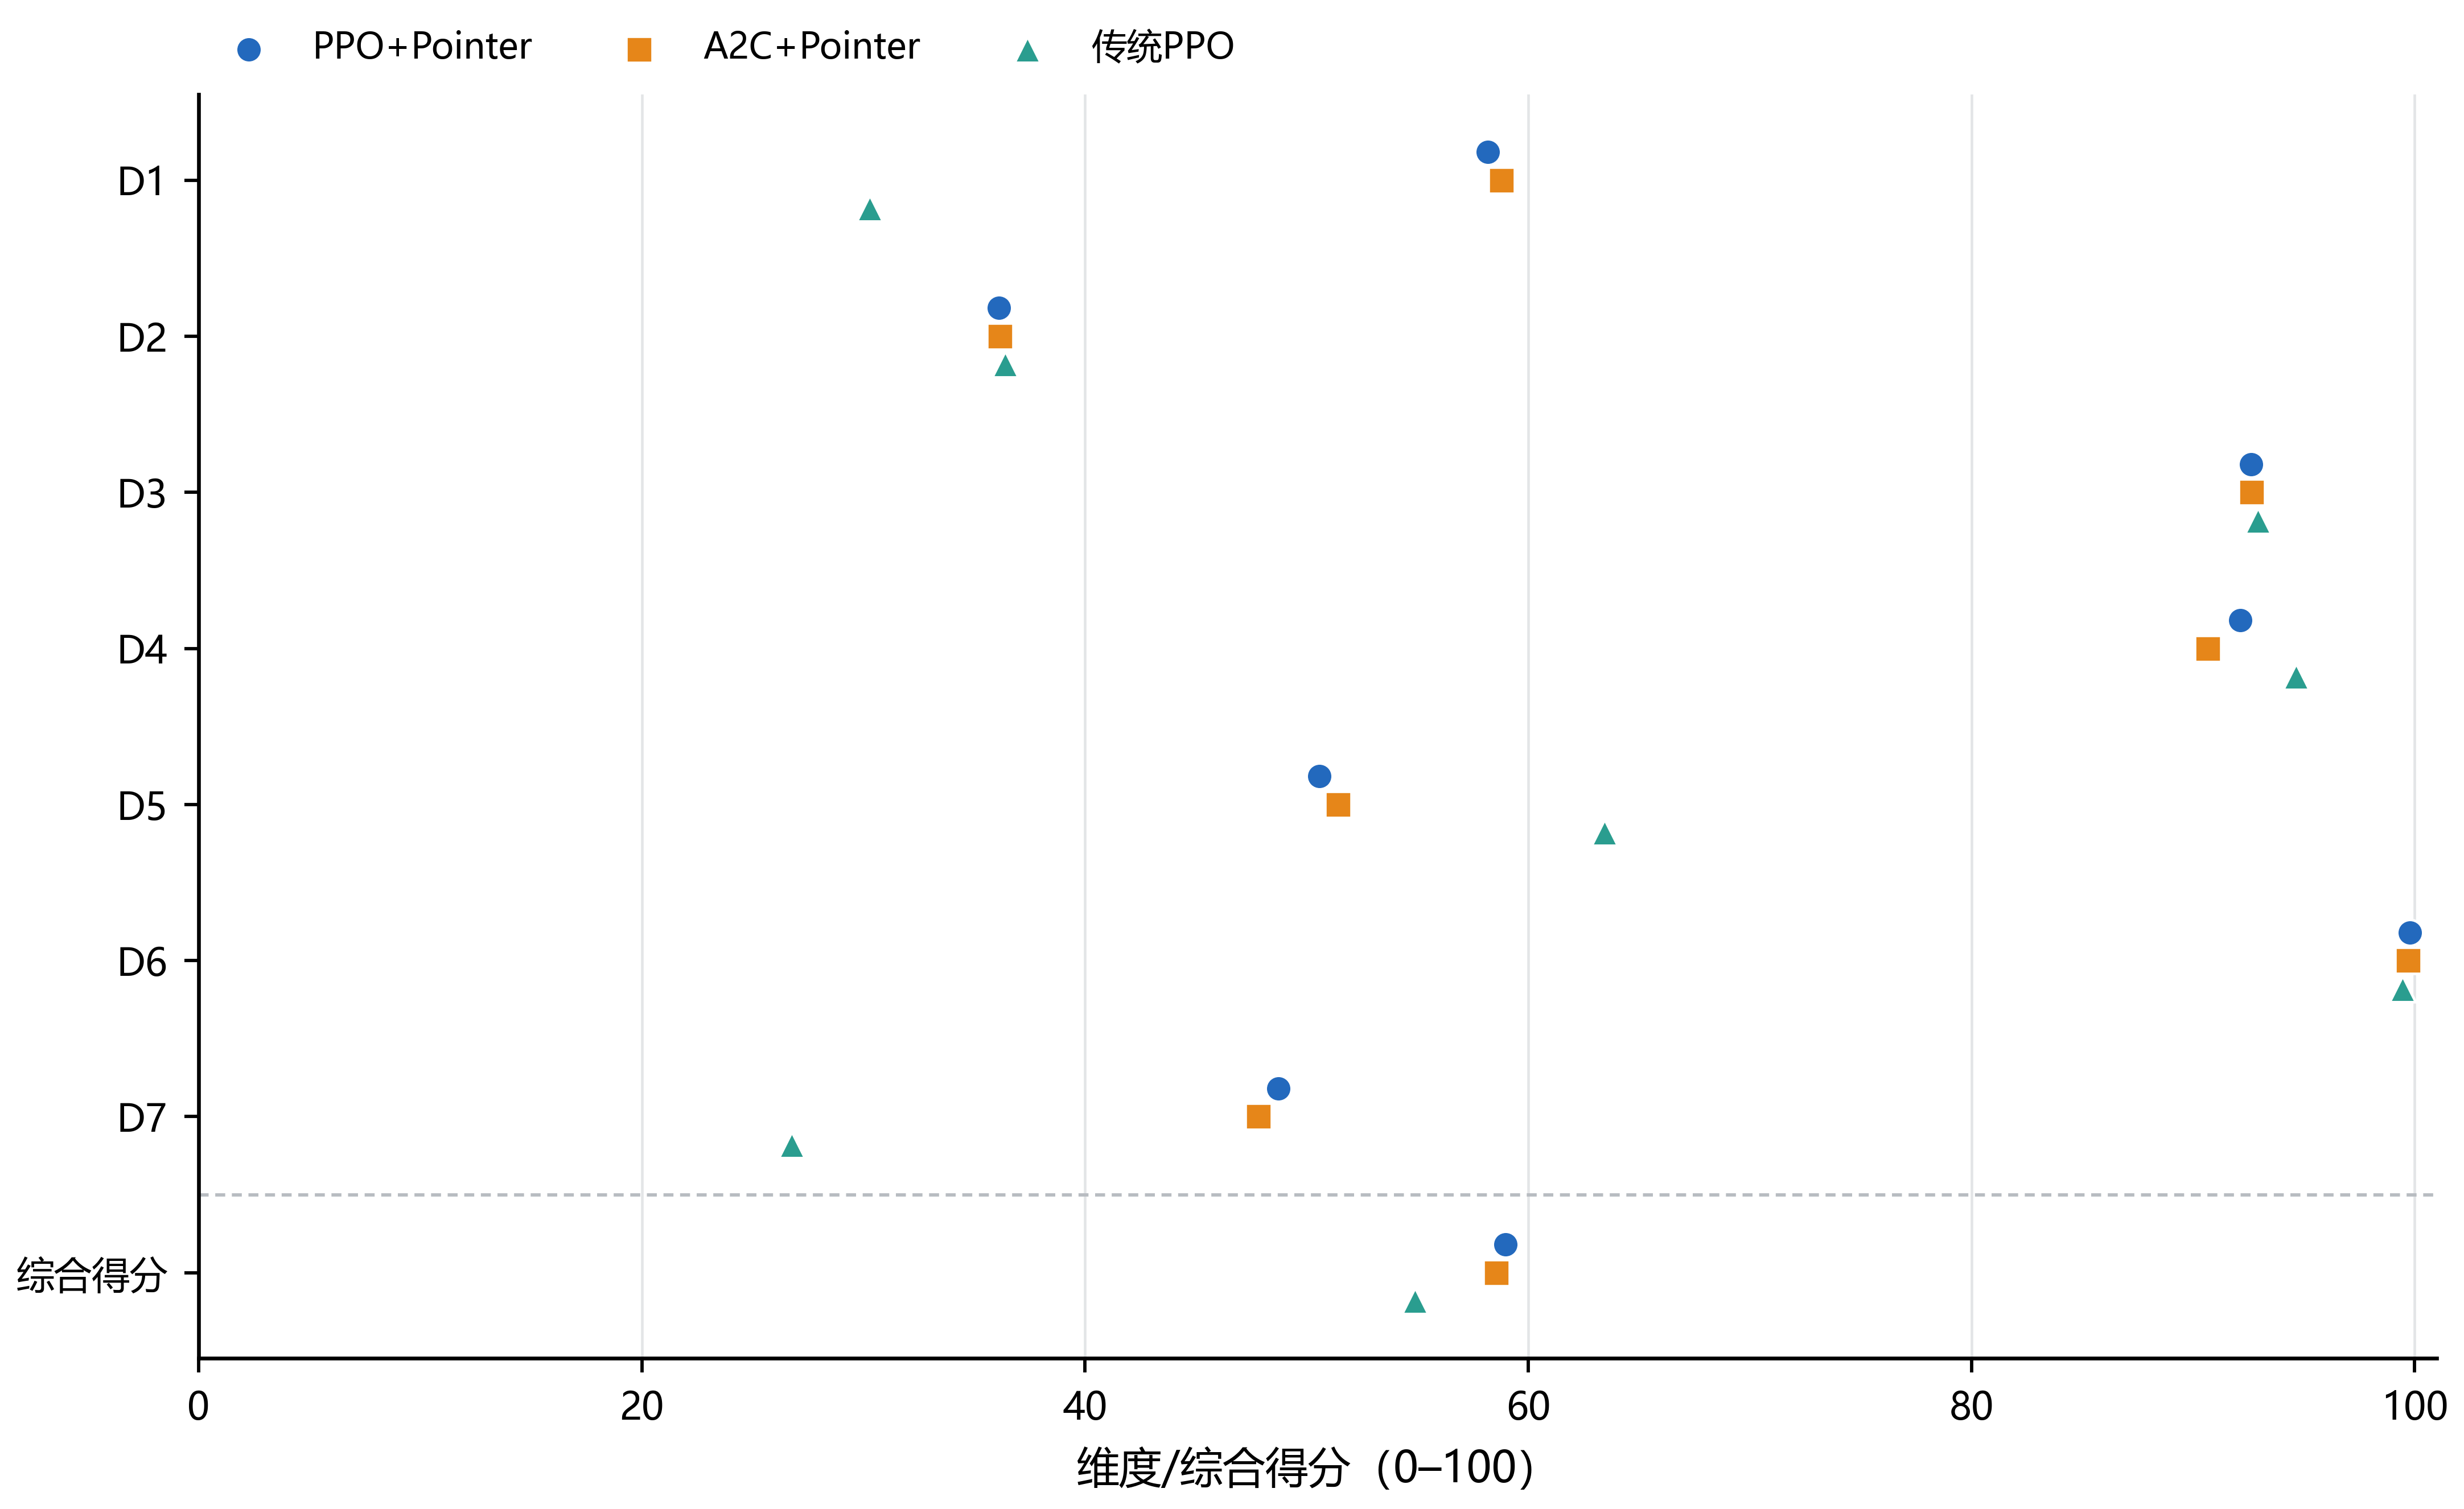 PPO+Pointer A2C+Pointer 传统PPO
D1
D2
D3
D4
D5
D6
D7
综合得分
0 20 40 60 80 100
维度/综合得分（0–100）